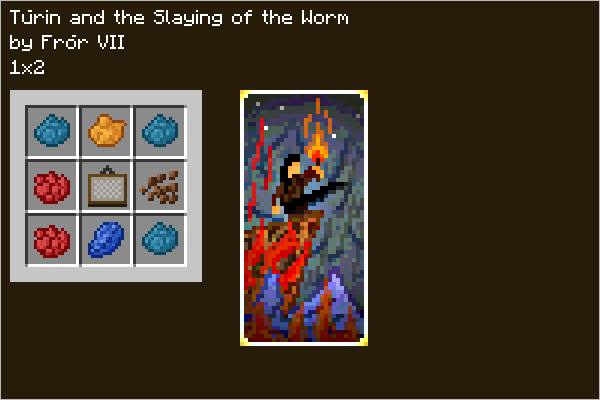 Túrin and the Slaying of the Worm
by Frór VII
1x2